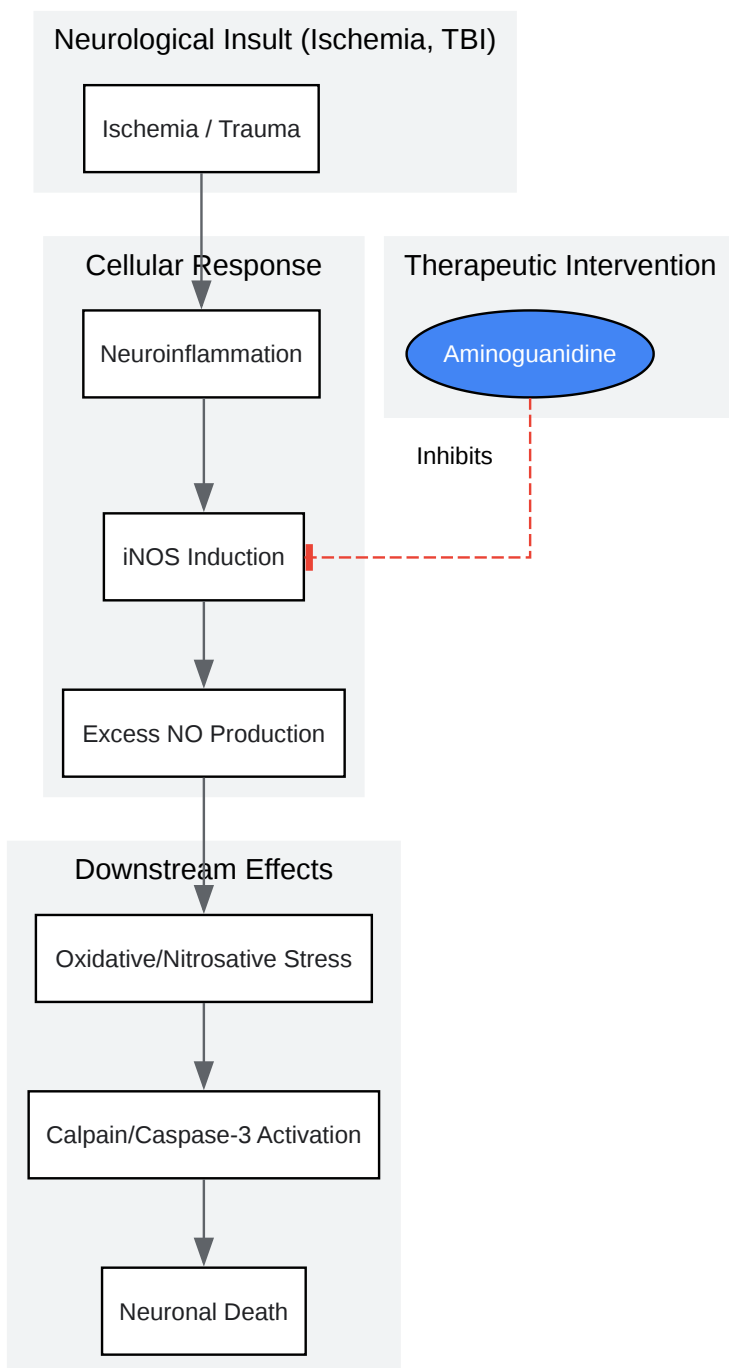 Neurological Insult (Ischemia, TBI)
Ischemia / Trauma
Cellular Response
Therapeutic Intervention
Neuroinflammation
Aminoguanidine
Inhibits
iNOS Induction
Excess NO Production
Downstream Effects
Oxidative/Nitrosative Stress
Calpain/Caspase-3 Activation
Neuronal Death